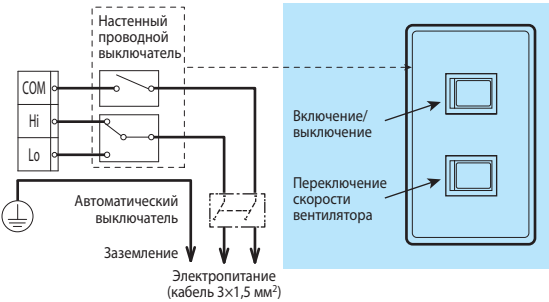 Настенный
проводной
выключатель
COM
Hi
Lo
Включение/
выключение
Переключение
скорости
вентилятора
Автоматический
выключатель
Заземление
Электропитание
(кабель 3×1,5 мм²)